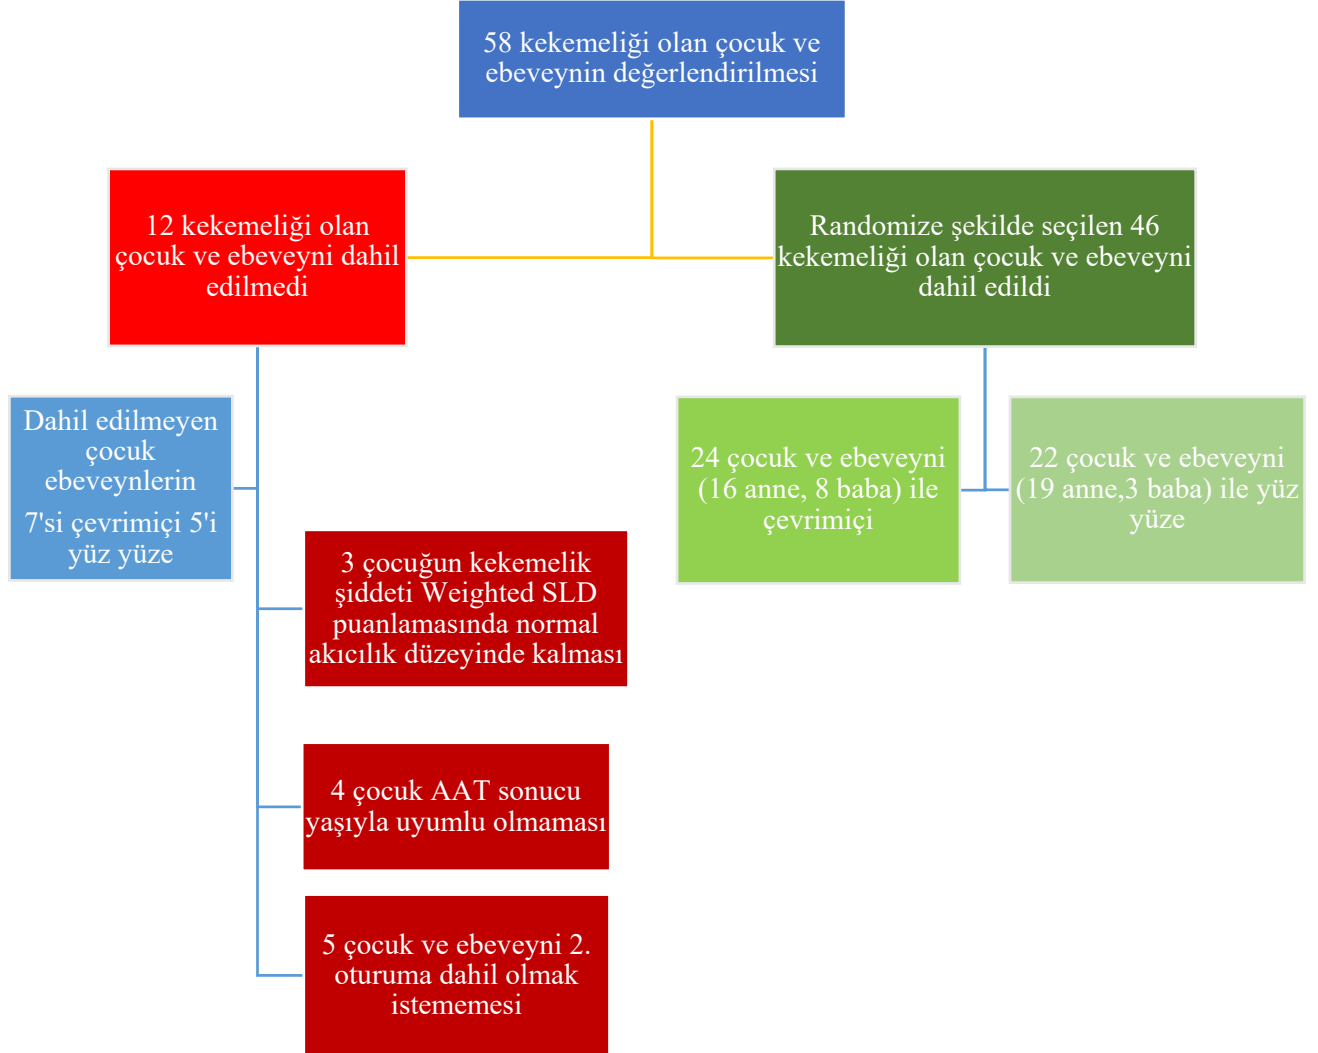 58 kekemeliği olan çocuk ve
ebeveynin değerlendirilmesi
12 kekemeliği olan
çocuk ve ebeveyni dahil
edilmedi
Randomize şekilde seçilen 46
kekemeliği olan çocuk ve ebeveyni
dahil edildi
Dahil edilmeyen
çocuk
ebeveynlerin
7'si çevrimiçi 5'i
yüz yüze
24 çocuk ve ebeveyni
(16 anne, 8 baba) ile
çevrimiçi
22 çocuk ve ebeveyni
(19 anne,3 baba) ile yüz
yüze
3 çocuğun kekemelik
şiddeti Weighted SLD
puanlamasında normal
akıcılık düzeyinde kalması
4 çocuk AAT sonucu
yaşıyla uyumlu olmaması
5 çocuk ve ebeveyni 2.
oturuma dahil olmak
istememesi